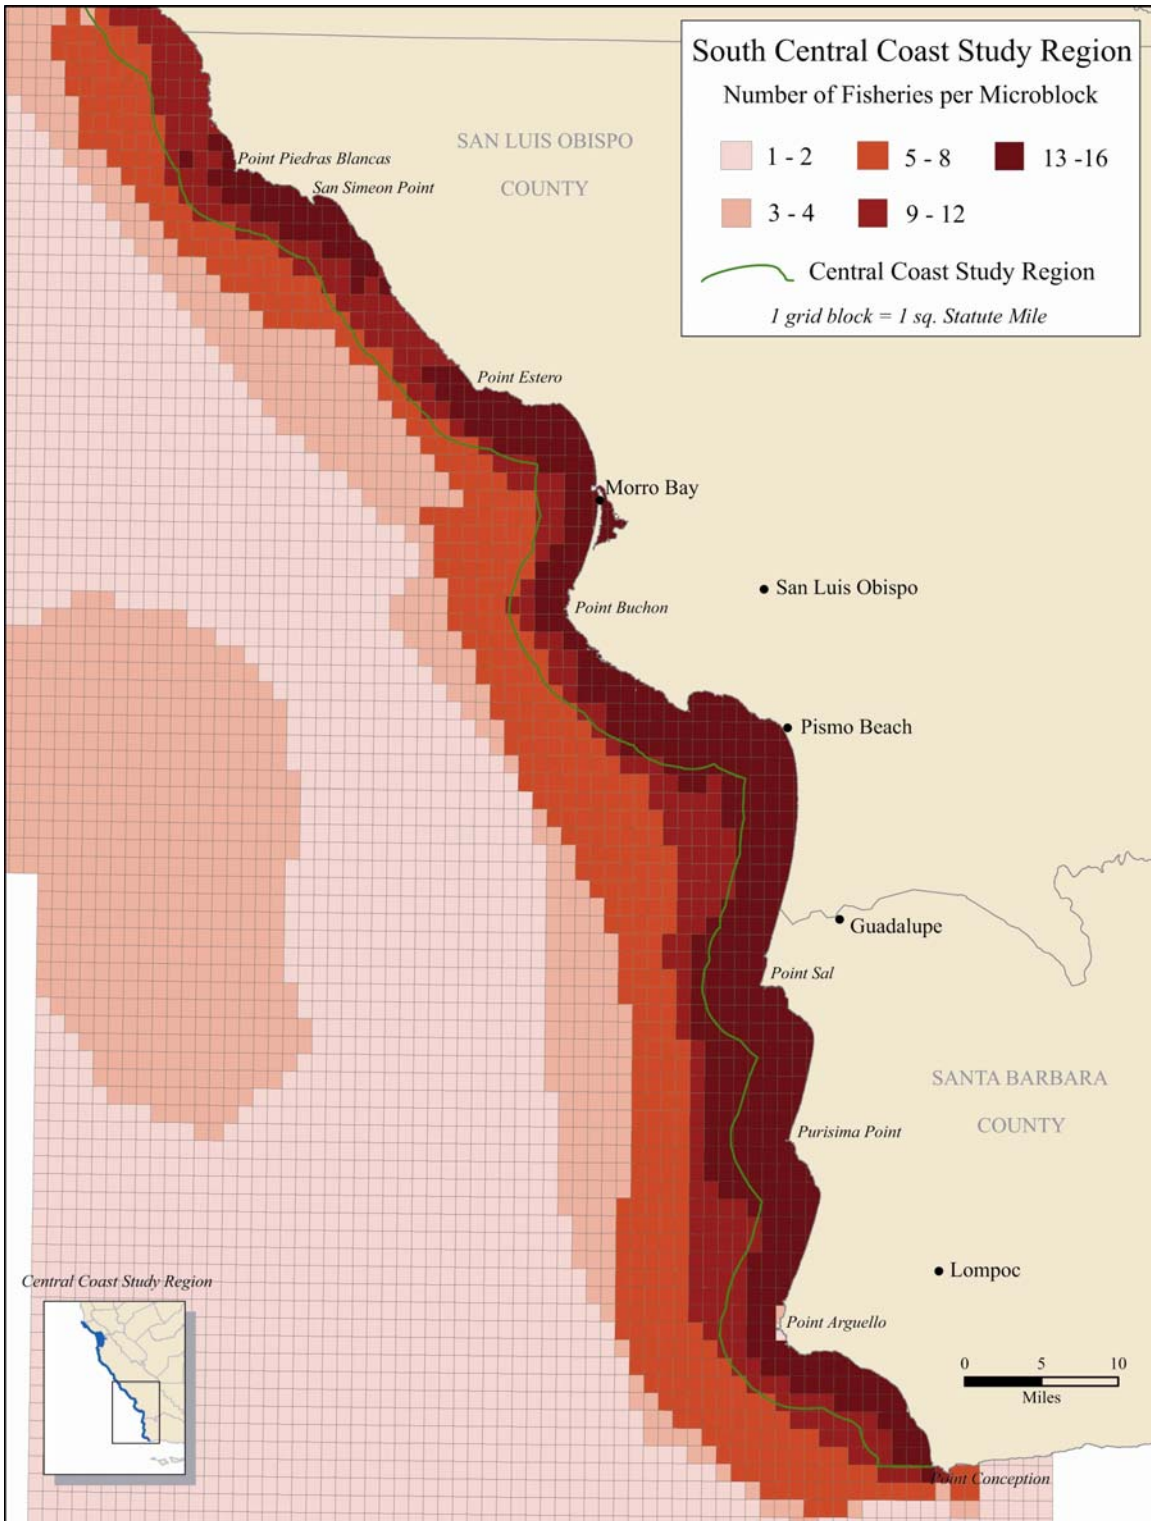 South Central Coast Study Region
Number of Fisheries per Microblock
1 - 2
5 - 8
13 -16
3 - 4
9 - 12
Central Coast Study Region
1 grid block = 1 sq. Statute Mile
SAN LUIS OBISPO
COUNTY
Point Piedras Blancas
San Simeon Point
Point Estero
Morro Bay
San Luis Obispo
Point Buchon
Pismo Beach
Guadalupe
Point Sal
SANTA BARBARA
COUNTY
Purisima Point
Lompoc
Central Coast Study Region
Point Arguello
0 5 10
Miles
Point Conception